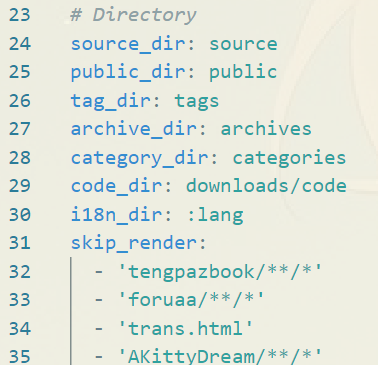 23 # Directory
24 source_dir: source
25 public_dir: public
26 tag_dir: tags
27 archive_dir: archives
28 category_dir: categories
29 code_dir: downloads/code
30 i18n_dir: :lang
31 skip_render:
32 - 'tengpazbook/**/*'
33 - 'foruaa/**/*'
34 - 'trans.html'
35 - 'AKittyDream/**/*'